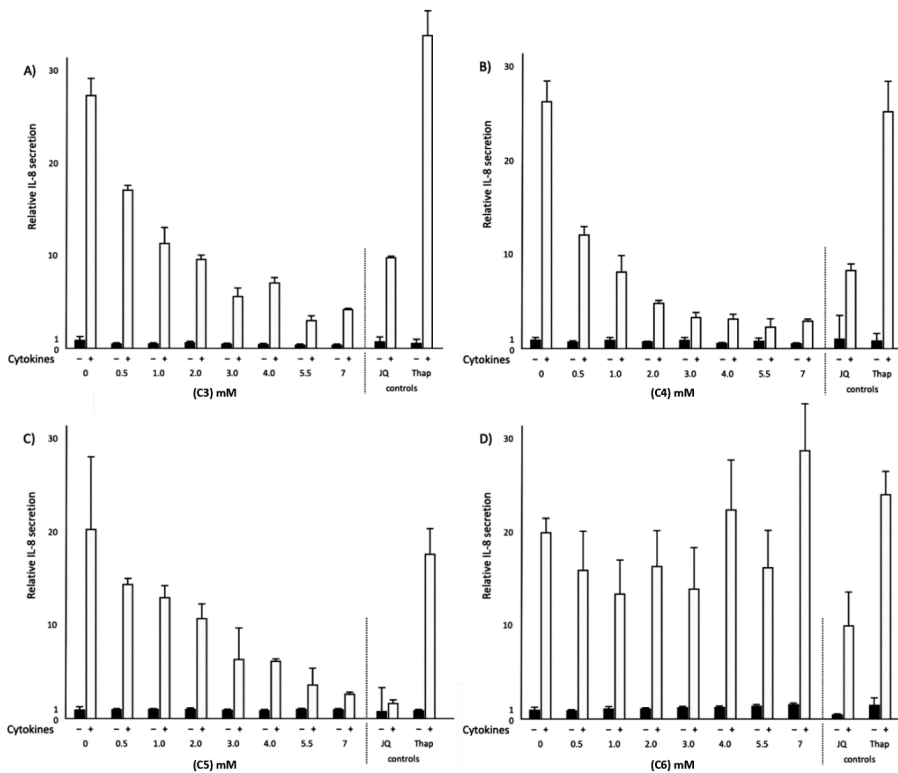 A)
30
20
10
1
0
Relative IL-8 secretion
Cytokines − + − + − + − + − + − + − + − + − + − +
0 0.5 1.0 2.0 3.0 4.0 5.5 7 JQ Thap
(C3) mM controls
B)
30
20
10
1
0
Relative IL-8 secretion
Cytokines − + − + − + − + − + − + − + − + − + − +
0 0.5 1.0 2.0 3.0 4.0 5.5 7 JQ Thap
(C4) mM controls
C)
30
20
10
1
0
Relative IL-8 secretion
Cytokines − + − + − + − + − + − + − + − + − + − +
0 0.5 1.0 2.0 3.0 4.0 5.5 7 JQ Thap
(C5) mM controls
D)
30
20
10
1
0
Relative IL-8 secretion
Cytokines − + − + − + − + − + − + − + − + − + − +
0 0.5 1.0 2.0 3.0 4.0 5.5 7 JQ Thap
(C6) mM controls